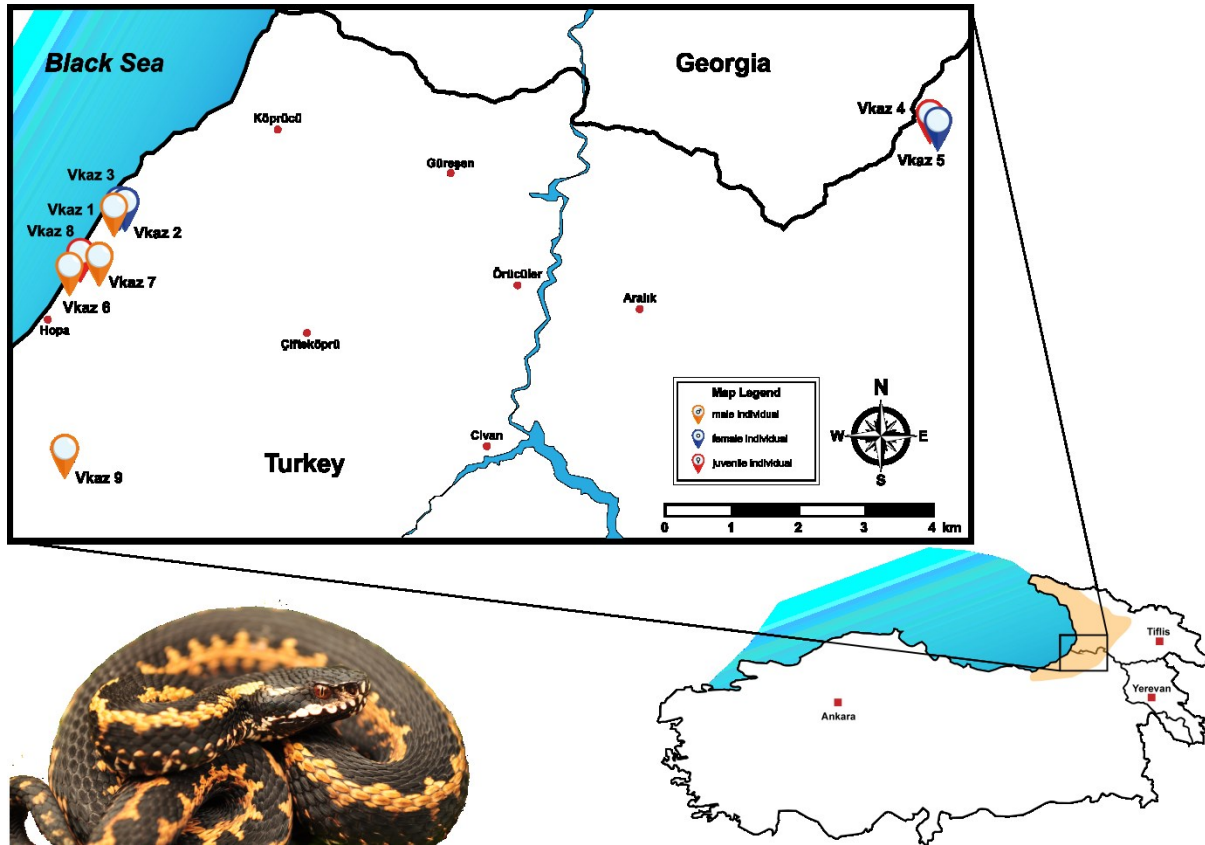 Black Sea
Georgia
Köprücü
Vkaz 4
Güreşen
Vkaz 5
Vkaz 3
Vkaz 1
Vkaz 2
Vkaz 8
Vkaz 7
Vkaz 6
Örücüler
Aralık
Hopa
Çifteköprü
Map Legend
male individual
female individual
juvenile individual
N
W
E
S
Civan
Turkey
Vkaz 9
0 1 2 3 4 km
Tiflis
Yerevan
Ankara